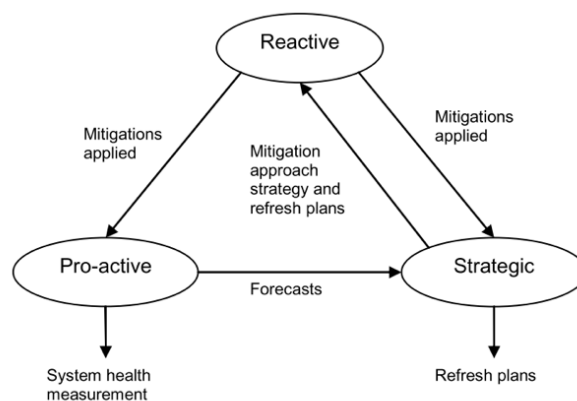 Reactive
Mitigations
applied
Mitigation
approach
strategy and
refresh plans
Mitigations
applied
Pro-active
Forecasts
Strategic
System health
measurement
Refresh plans